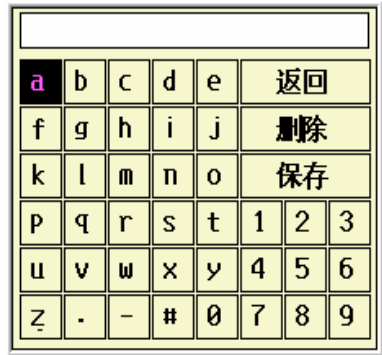 a b c d e 返回
f g h i j 删除
k l m n o 保存
p q r s t 1 2 3
u v w x y 4 5 6
z . - # 0 7 8 9